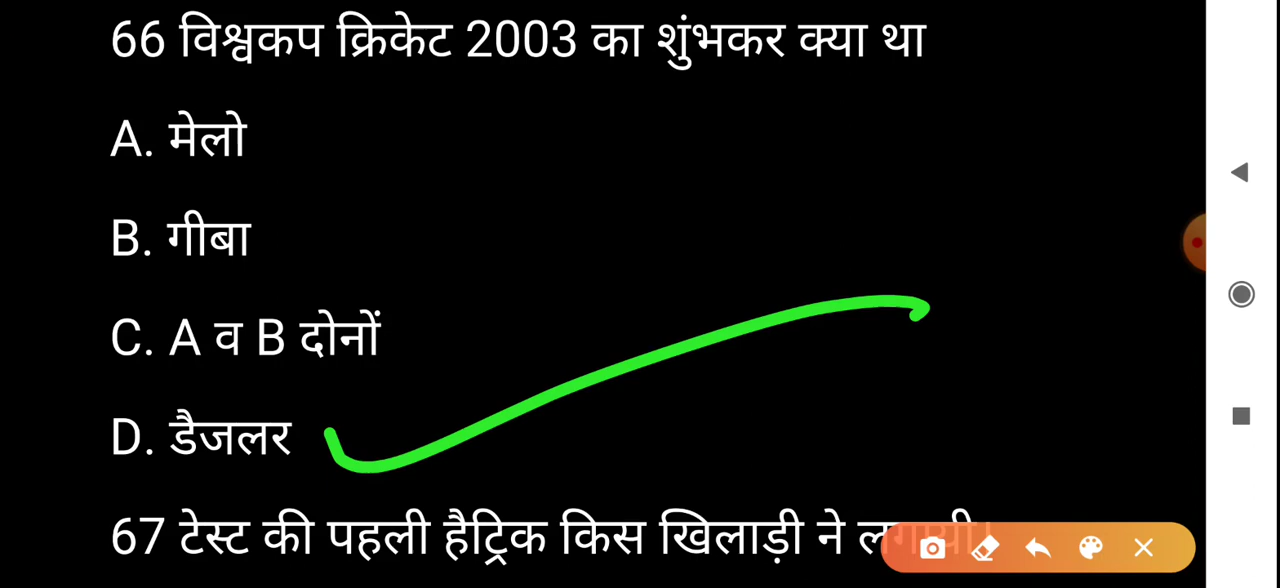 66 विश्वकप क्रिकेट 2003 का शुंभकर क्या था
A. मेलो
B. गीबा
C. A व B दोनों
D. डैजलर
67 टेस्ट की पहली हैट्रिक किस खिलाड़ी ने